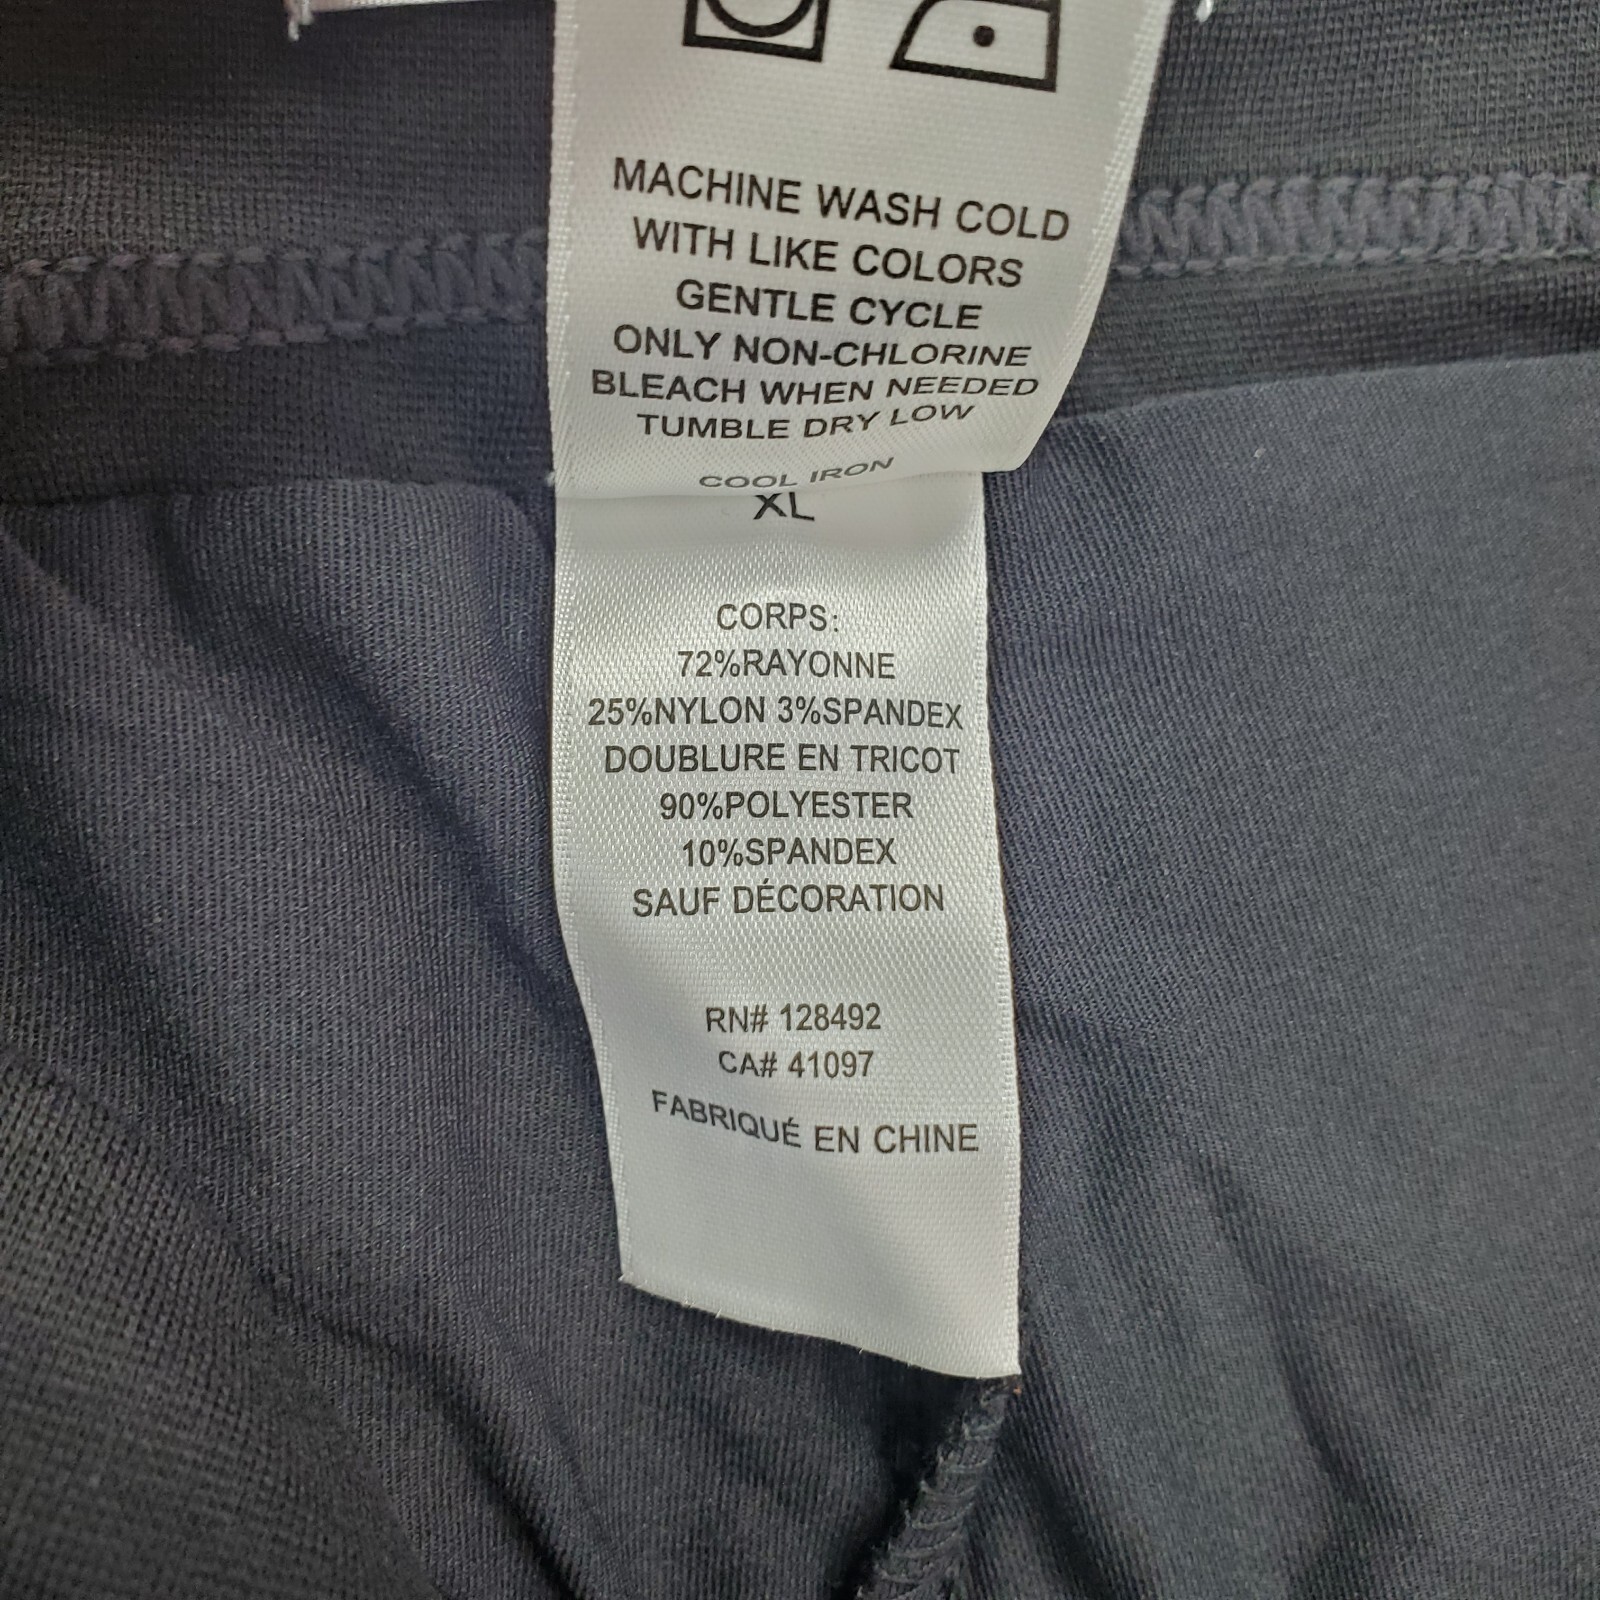 MACHINE WASH COLD
WITH LIKE COLORS
GENTLE CYCLE
ONLY NON-CHLORINE
BLEACH WHEN NEEDED
TUMBLE DRY LOW
COOL IRON
XL
CORPS:
72%RAYONNE
25%NYLON 3%SPANDEX
DOUBLURE EN TRICOT
90%POLYESTER
10%SPANDEX
SAUF DÉCORATION
RN# 128492
CA# 41097
FABRIQUÉ EN CHINE